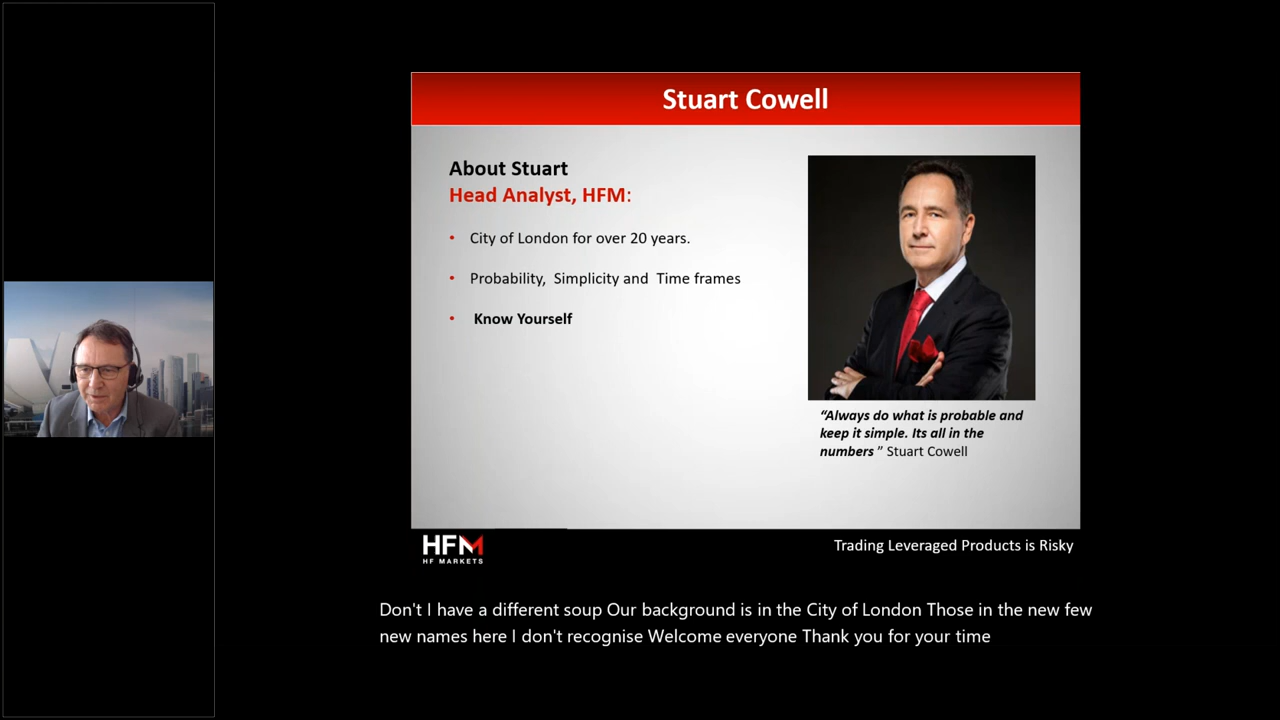 Stuart Cowell
About Stuart
Head Analyst, HFM:
• City of London for over 20 years.
• Probability, Simplicity and Time frames
• Know Yourself
“Always do what is probable and
keep it simple. Its all in the
numbers ” Stuart Cowell
HFM
HF MARKETS
Trading Leveraged Products is Risky
Don't I have a different soup Our background is in the City of London Those in the new few
new names here I don't recognise Welcome everyone Thank you for your time